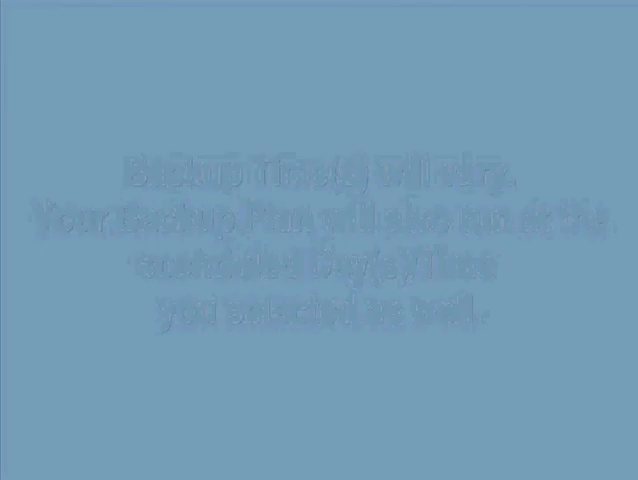 Backup Time(s) will vary.
Your Backup Plan will also run at the
scheduled Day(s)/Time
you selected as well.